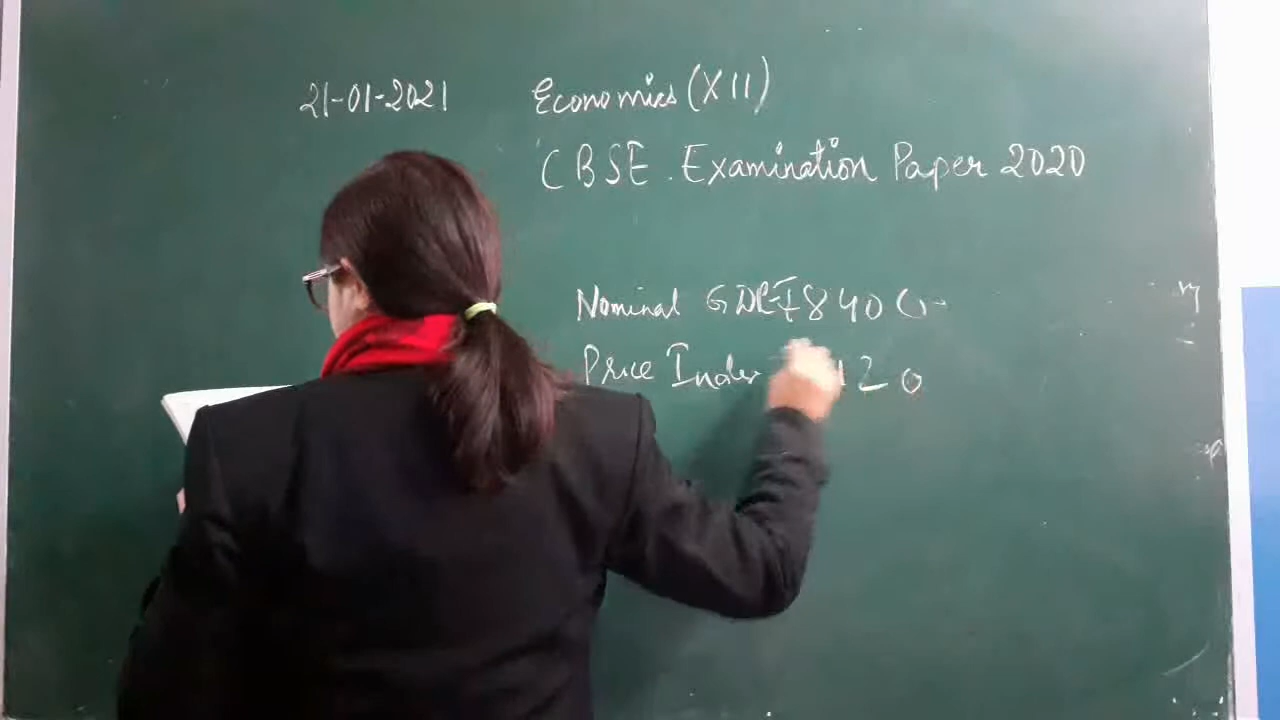 21-01-2021 Economics (XII)
CBSE. Examination Paper 2020
Nominal GDP-₹8400-
Price Index 120